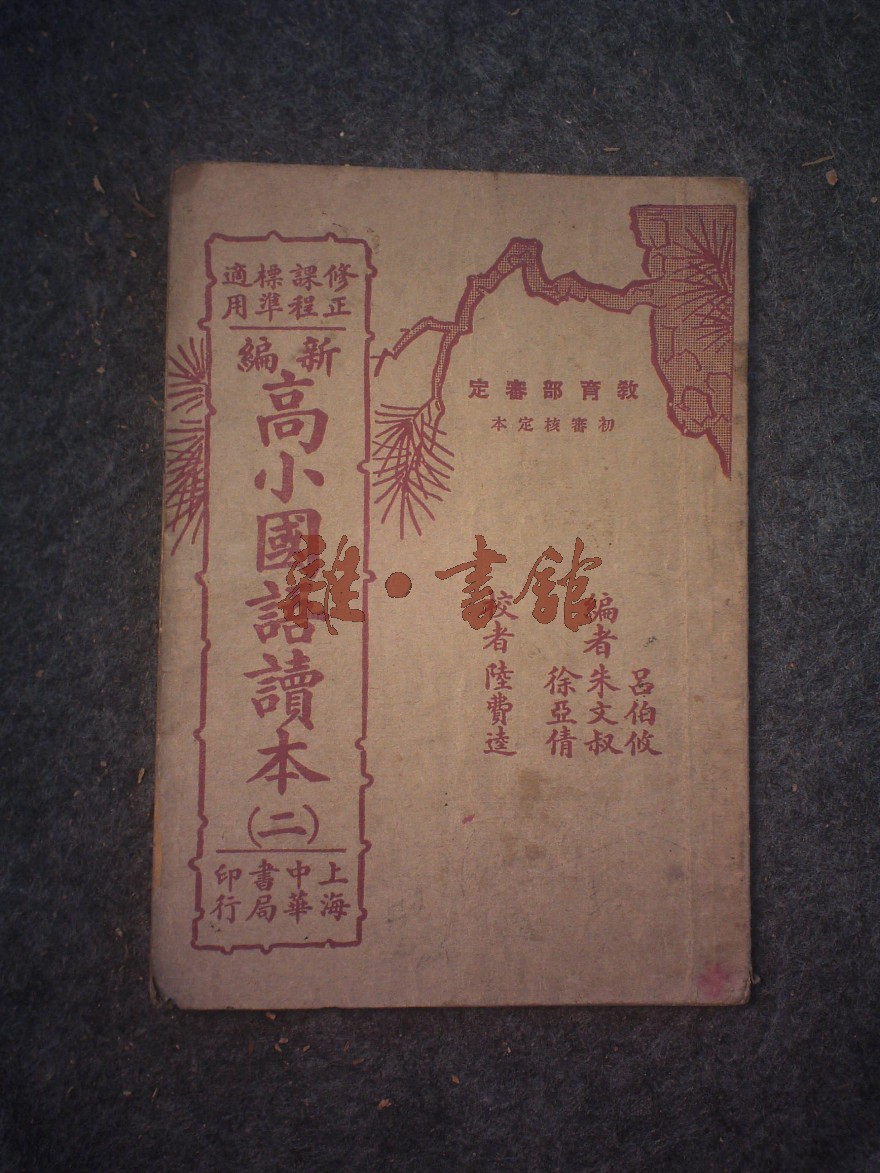 教育部審定
初審核定本
呂伯攸
編者朱文叔
徐亞倩
校者陸費逵
修正課程標準適用
新編
高小國語讀本
(二)
上海中華書局印行
雜·書舘